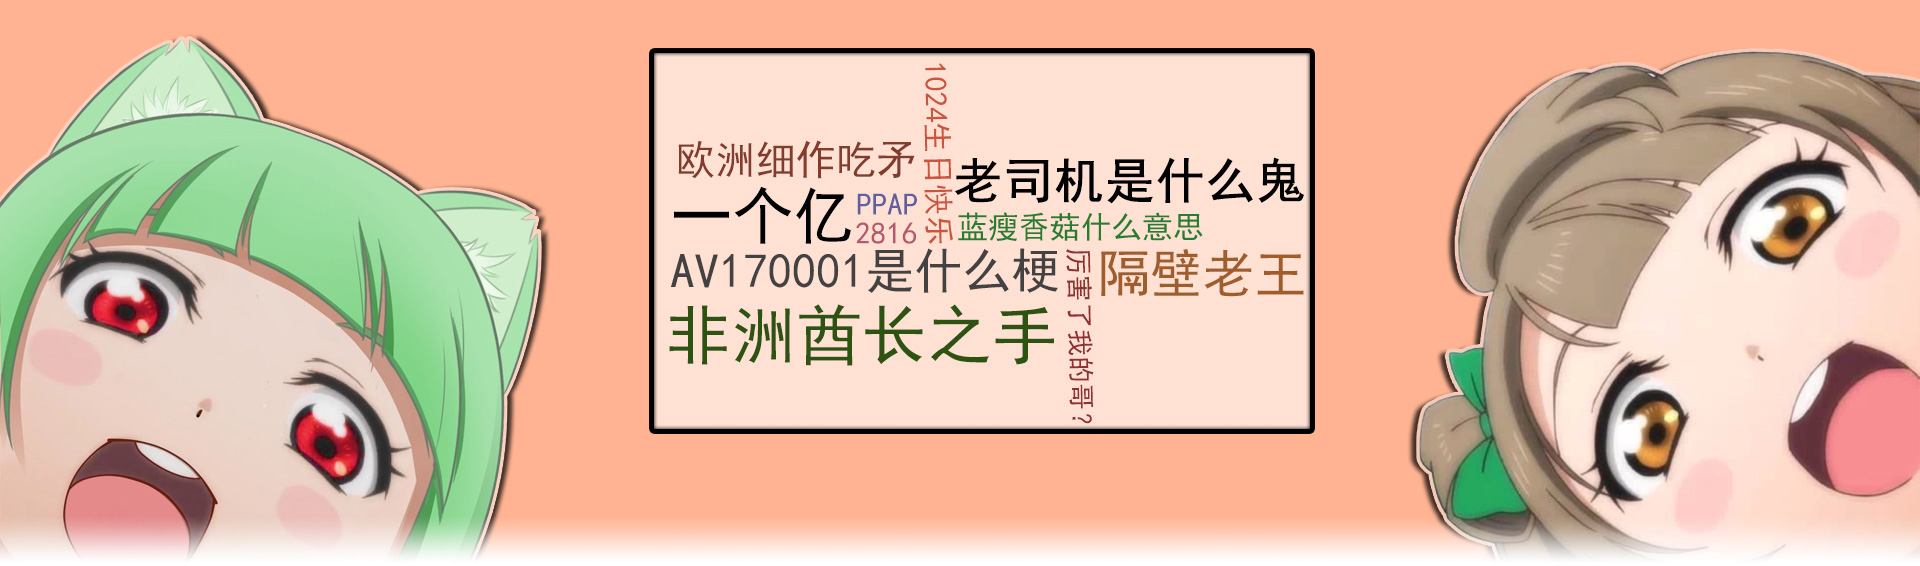 1024生日快乐
欧洲细作吃矛
老司机是什么鬼
一个亿
PPAP
2816
蓝瘦香菇什么意思
AV170001是什么梗
厉害了我的哥?
隔壁老王
非洲酋长之手